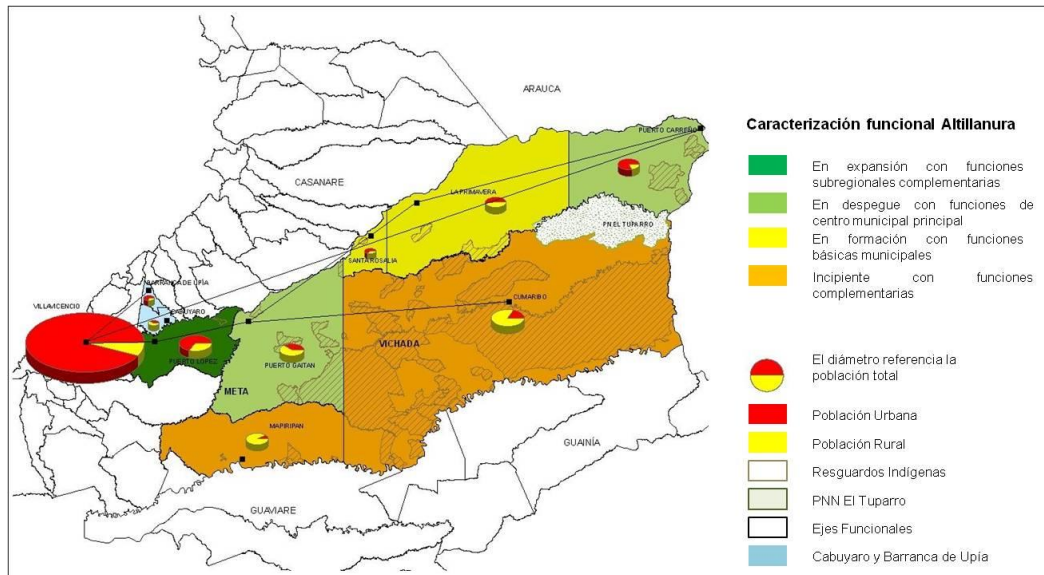 ARAUCA
PUERTO CARREÑO
CASANARE
LA PRIMAVERA
PN EL TUPARRO
SANTA ROSALIA
BARRANCA DE UPÍA
VILLAVICENCIO
CABUYARO
CUMARIBO
PUERTO LOPEZ
VICHADA
PUERTO GAITAN
META
MAPIRIPAN
GUAINÍA
GUAVIARE
Caracterización funcional Altillanura
En expansión con funciones
subregionales complementarias
En despegue con funciones de
centro municipal principal
En formación con funciones
básicas municipales
Incipiente con funciones
complementarias
El diámetro referencia la
población total
Población Urbana
Población Rural
Resguardos Indígenas
PNN El Tuparro
Ejes Funcionales
Cabuyaro y Barranca de Upía